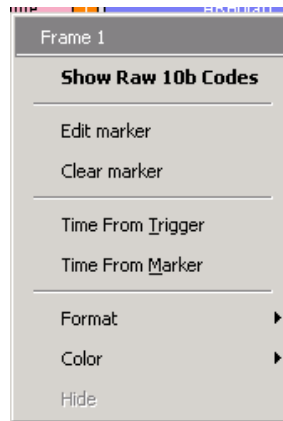 Frame 1
Show Raw 10b Codes
Edit marker
Clear marker
Time From Trigger
Time From Marker
Format
Color
Hide